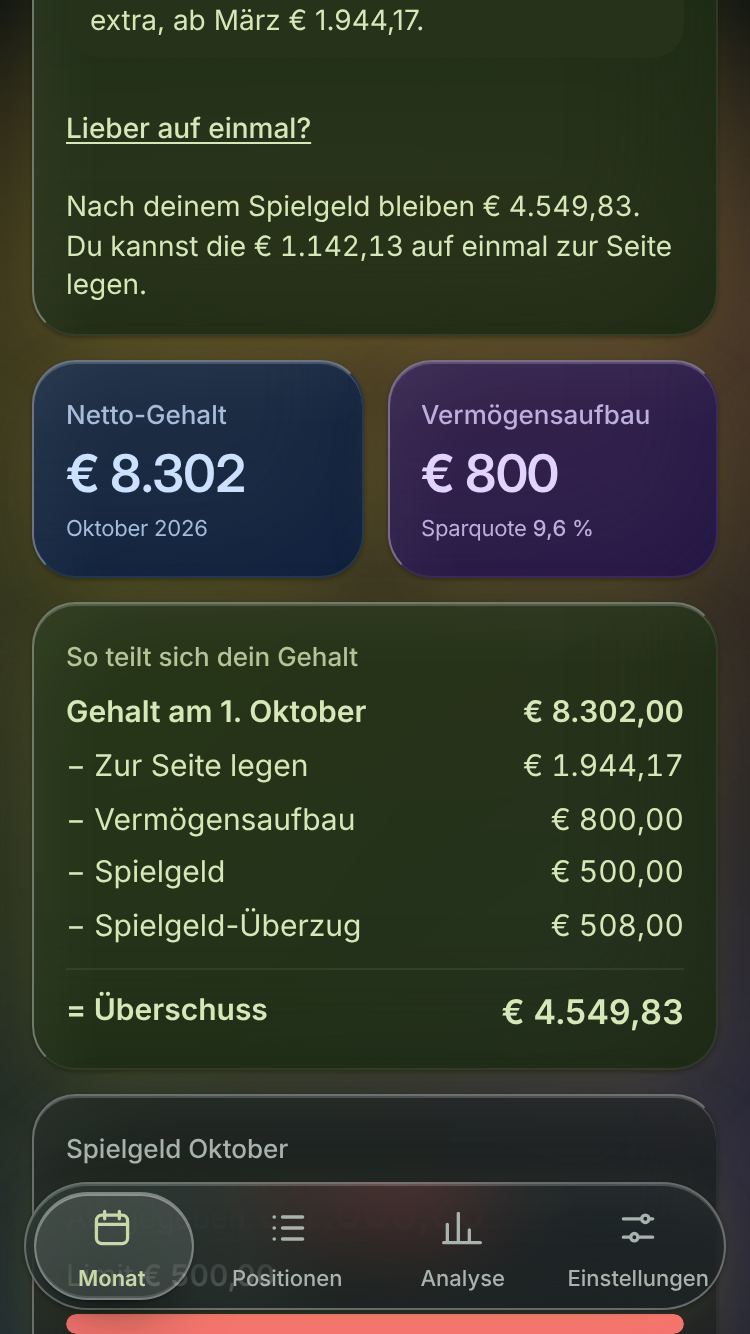 extra, ab März € 1.944,17.
Lieber auf einmal?
Nach deinem Spielgeld bleiben € 4.549,83.
Du kannst die € 1.142,13 auf einmal zur Seite
legen.
Netto-Gehalt
€ 8.302
Oktober 2026
Vermögensaufbau
€ 800
Sparquote 9,6 %
So teilt sich dein Gehalt
Gehalt am 1. Oktober € 8.302,00
– Zur Seite legen € 1.944,17
– Vermögensaufbau € 800,00
– Spielgeld € 500,00
– Spielgeld-Überzug € 508,00
= Überschuss € 4.549,83
Spielgeld Oktober
Limit € 500,00
Monat Positionen Analyse Einstellungen